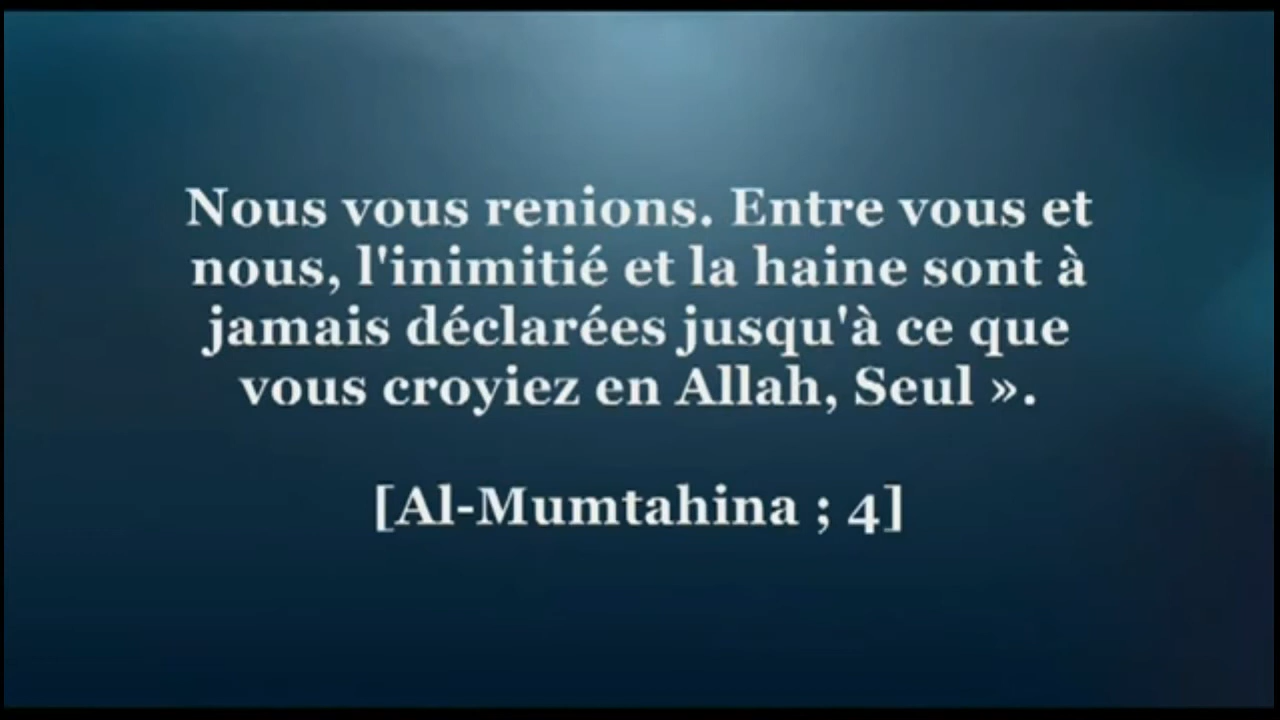 Nous vous renions. Entre vous et
nous, l'inimitié et la haine sont à
jamais déclarées jusqu'à ce que
vous croyiez en Allah, Seul ».
[Al-Mumtahina ; 4]